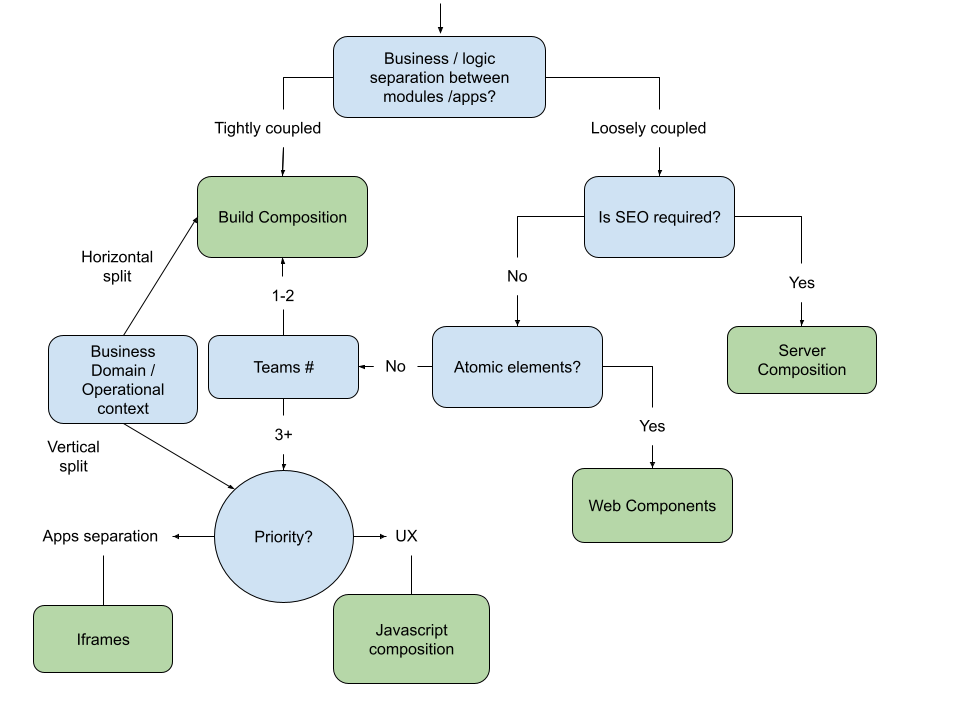 Business / logic
separation between
modules /apps?
Tightly coupled
Loosely coupled
Build Composition
Is SEO required?
Horizontal
split
No
Yes
1-2
Business
Domain /
Operational
context
Teams #
No
Atomic elements?
Server
Composition
3+
Yes
Vertical
split
Web Components
Apps separation
Priority?
UX
Iframes
Javascript
composition